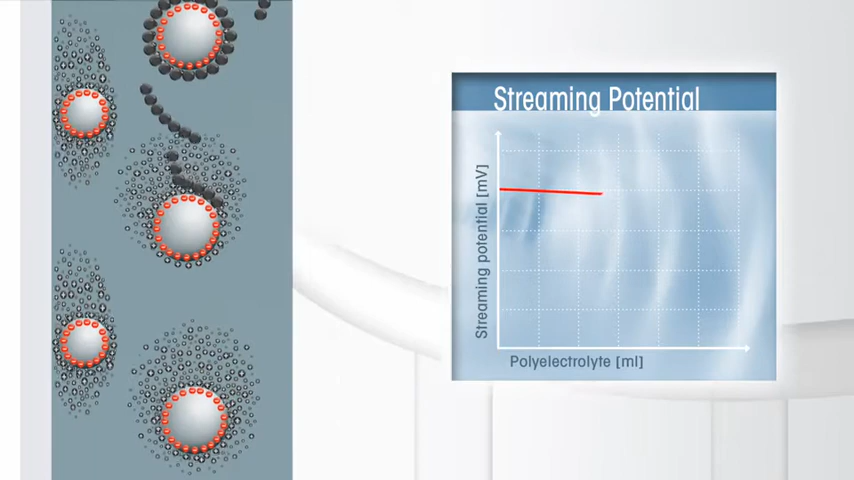 Streaming Potential
Streaming potential [mV]
Polyelectrolyte [ml]